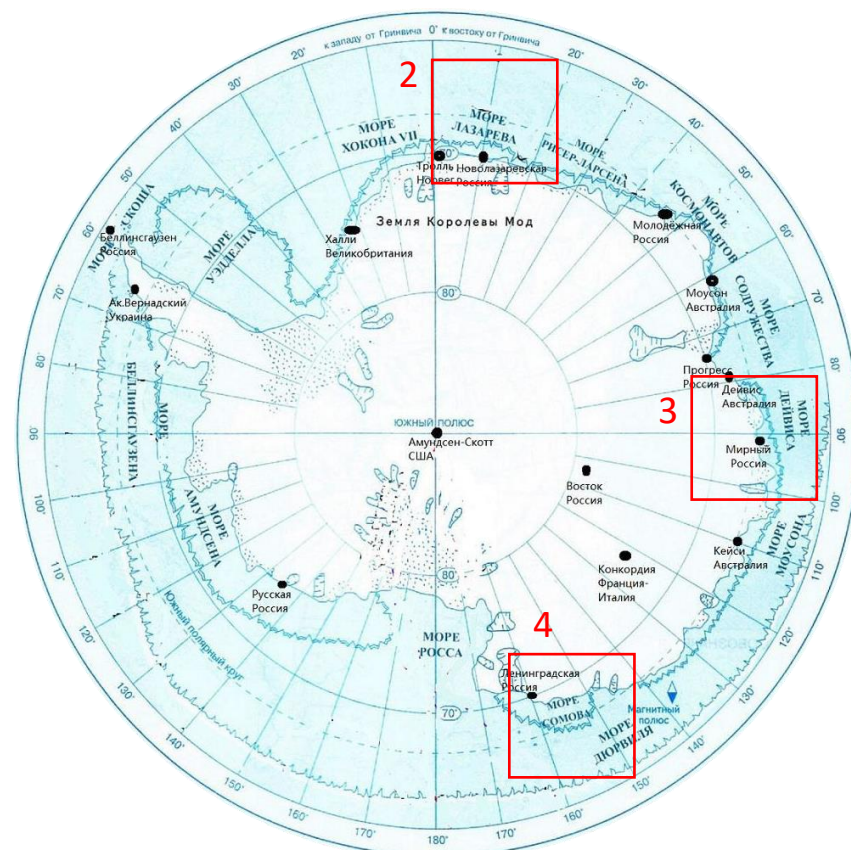 к западу от Гринвича 0° к востоку от Гринвича
10°
10°
20°
20°
30°
30°
40°
40°
50°
50°
60°
60°
70°
70°
80°
80°
90°
90°
100°
100°
110°
110°
120°
120°
130°
130°
140°
140°
150°
150°
160°
160°
170°
170°
180°
2
3
4
МОРЕ
ХОКОНА VII
МОРЕ
ЛАЗАРЕВА
МОРЕ
РИСЕР-ЛАРСЕНА
МОРЕ
КОСМОНАВТОВ
МОРЕ
СОДРУЖЕСТВА
МОРЕ
ДЕЙВИСА
МОРЕ
МОУСОНА
МОРЕ
ДЮРВИЛЯ
МОРЕ
СОМОВА
МОРЕ
РОССА
МОРЕ
АМУНДСЕНА
МОРЕ
БЕЛЛИНСГАУЗЕНА
МОРЕ
УЭДДЕЛЛА
МОРЕ СКОША
Тролль
Норвег
Новолазаревская
Россия
Земля Королевы Мод
Молодёжная
Россия
Халли
Великобритания
Беллинсгаузен
Россия
Ак.Вернадский
Украина
Моусон
Австралия
Прогресс
Россия
Дейвис
Австралия
Мирный
Россия
80°
ЮЖНЫЙ ПОЛЮС
Амундсен-Скотт
США
Восток
Россия
Кейси
Австралия
Конкордия
Франция-
Италия
Русская
Россия
80°
Южный полярный круг
Ленинградская
Россия
70°
Магнитный
полюс